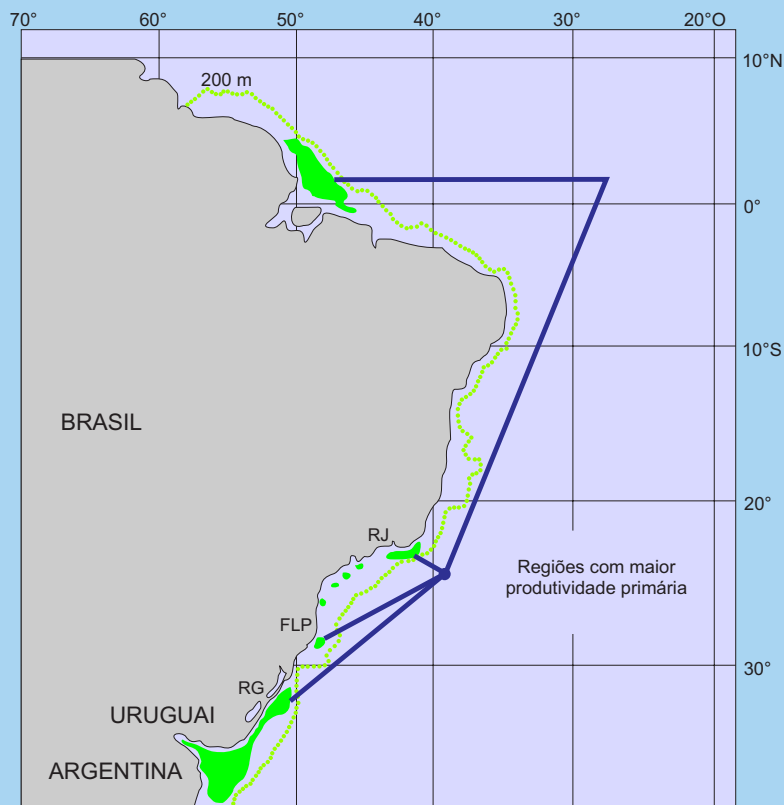 70° 60° 50° 40° 30° 20°O
10°N
200 m
0°
10°S
BRASIL
20°
RJ
Regiões com maior
produtividade primária
FLP
30°
RG
URUGUAI
ARGENTINA